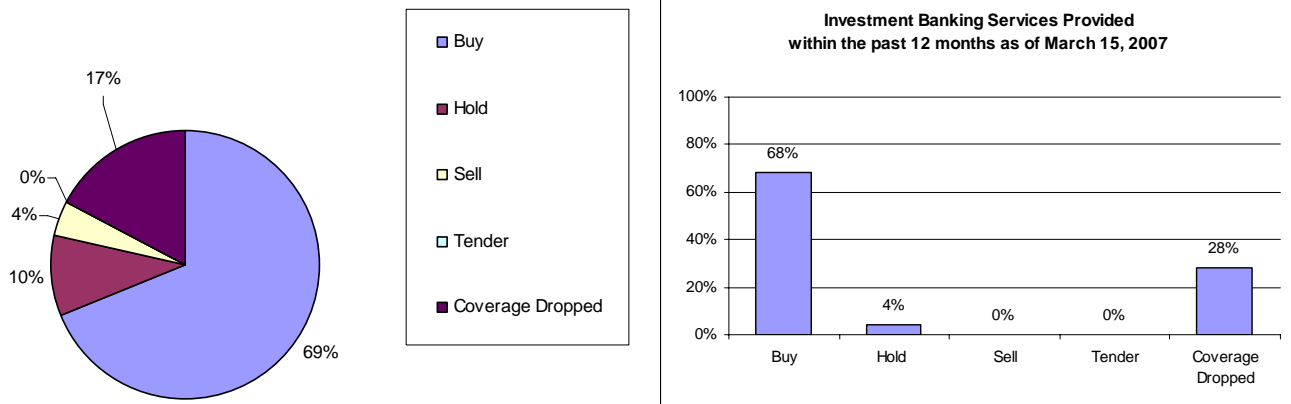 17%
0%
4%
10%
69%
Buy
Hold
Sell
Tender
Coverage Dropped
Investment Banking Services Provided
within the past 12 months as of March 15, 2007
100%
80%
60%
40%
20%
0%
68%
4%
0%
0%
28%
Buy
Hold
Sell
Tender
Coverage
Dropped